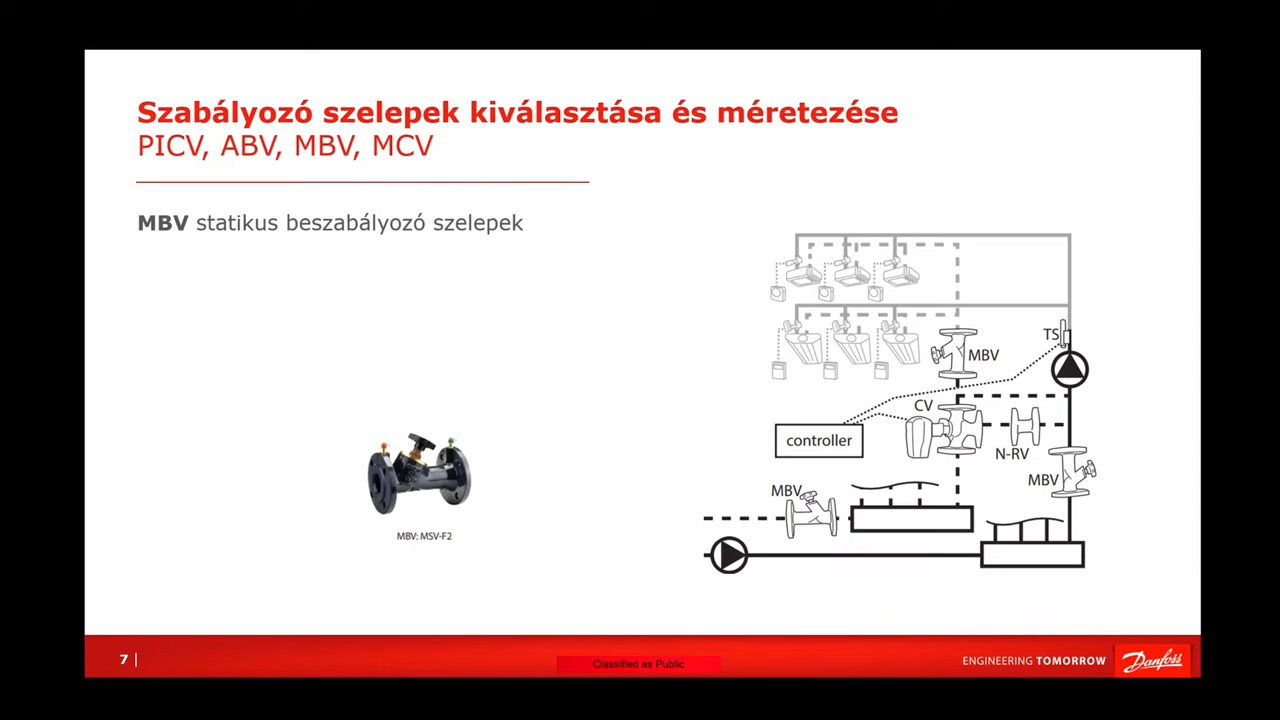 Szabályozó szelepek kiválasztása és méretezése
PICV, ABV, MBV, MCV
MBV statikus beszabályozó szelepek
TS
MBV
CV
controller
N-RV
MBV
MBV
MBV: MSV-F2
7 |
Classified as Public
ENGINEERING TOMORROW
Danfoss